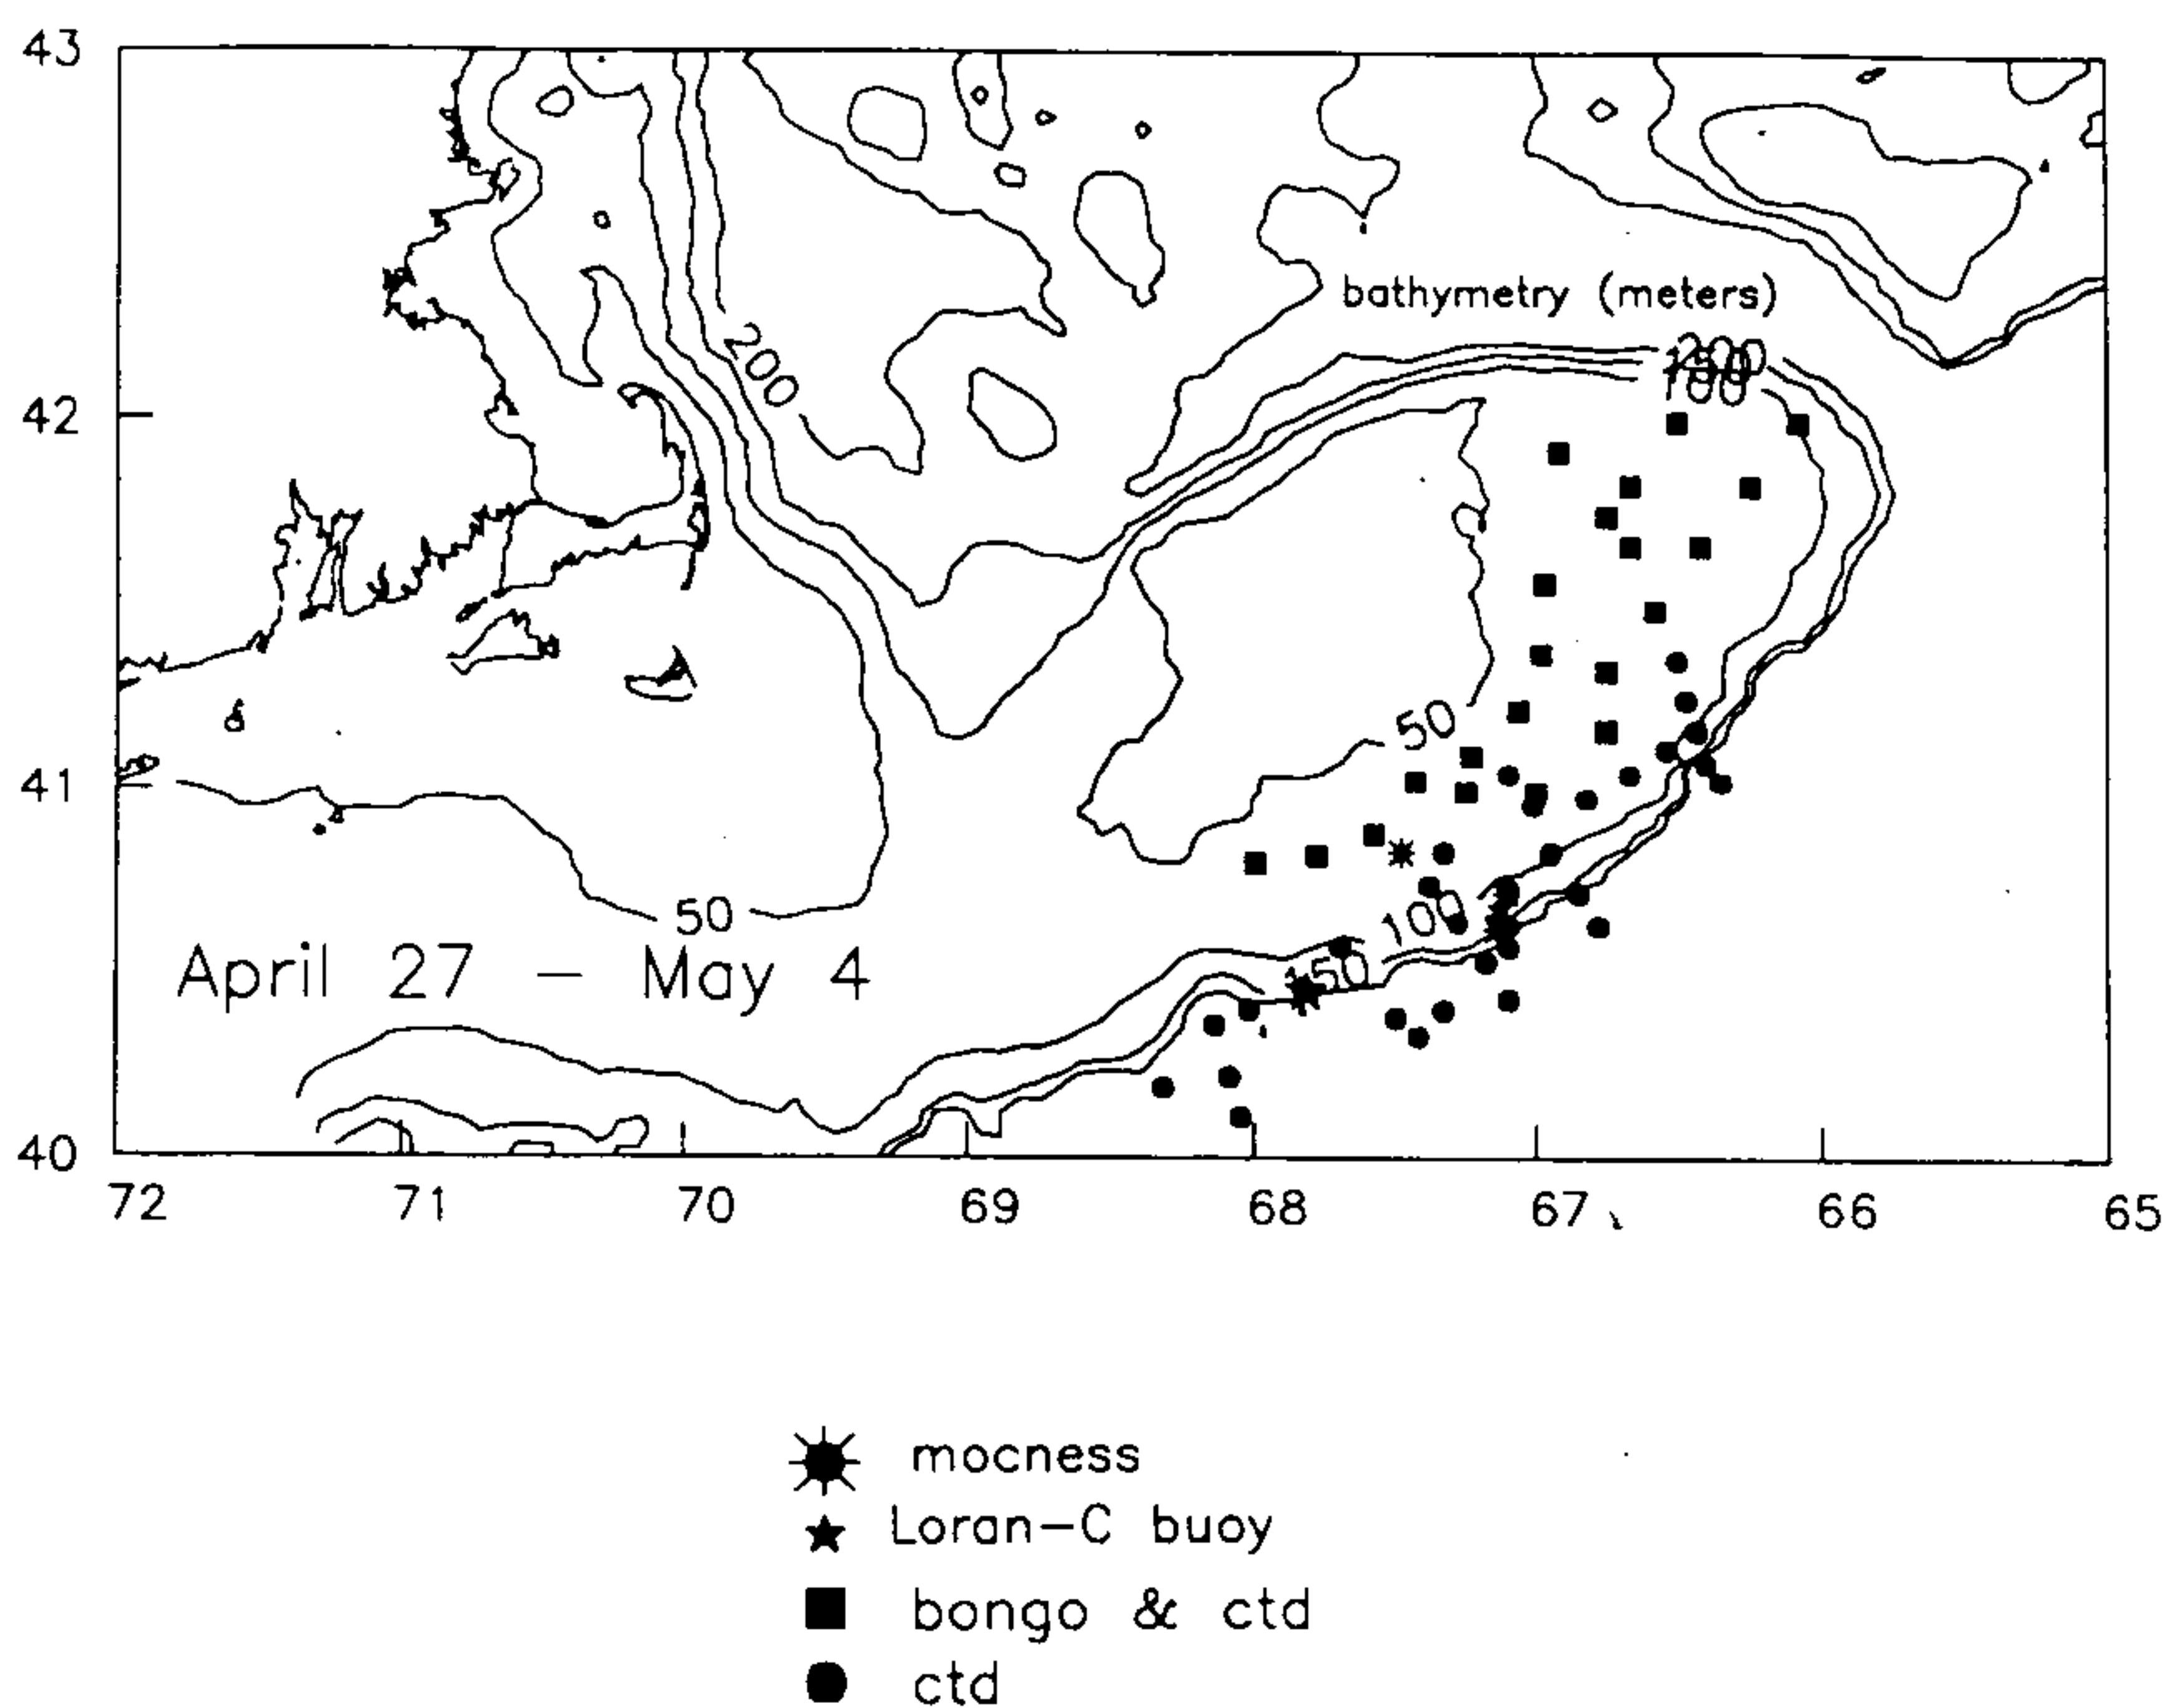 43
bathymetry (meters)
200
200
42
50
41
50
100
150
April 27 – May 4
40
72 71 70 69 68 67 66 65
mocness
Loran–C buoy
bongo & ctd
ctd